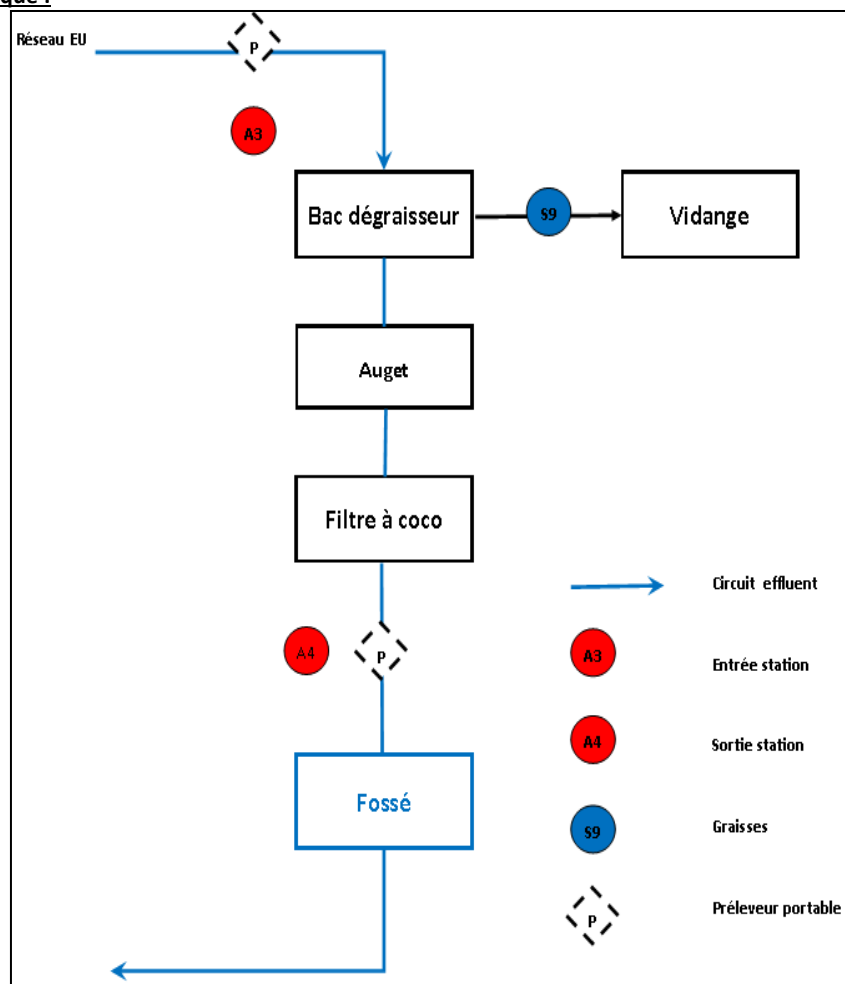 que :
Réseau EU
P
A3
Bac dégraisseur
S9
Vidange
Auget
Filtre à coco
Circuit effluent
A4
P
A3
Entrée station
A4
Sortie station
Fossé
S9
Graisses
P
Préleveur portable